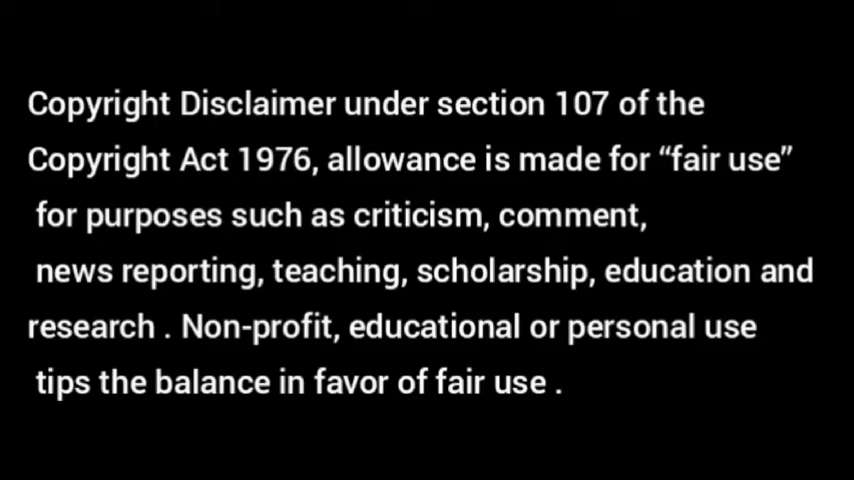 Copyright Disclaimer under section 107 of the
Copyright Act 1976, allowance is made for “fair use”
for purposes such as criticism, comment,
news reporting, teaching, scholarship, education and
research . Non-profit, educational or personal use
tips the balance in favor of fair use .